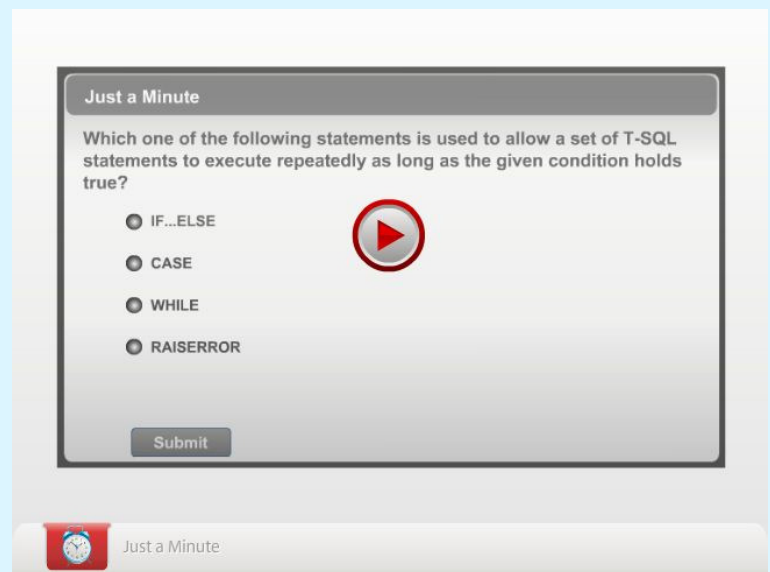 Just a Minute
Which one of the following statements is used to allow a set of T-SQL
statements to execute repeatedly as long as the given condition holds
true?
IF...ELSE
CASE
WHILE
RAISERROR
Submit
Just a Minute